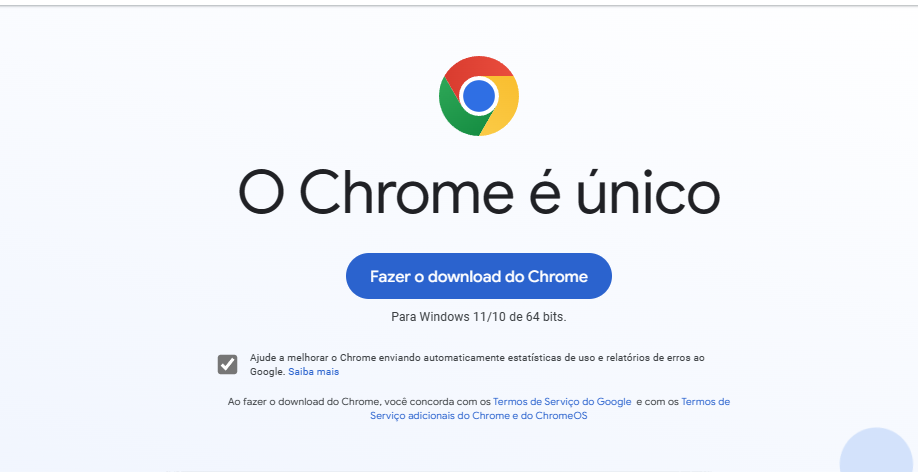 O Chrome é único
Fazer o download do Chrome
Para Windows 11/10 de 64 bits.
Ajude a melhorar o Chrome enviando automaticamente estatísticas de uso e relatórios de erros ao
Google. Saiba mais
Ao fazer o download do Chrome, você concorda com os Termos de Serviço do Google e com os Termos de
Serviço adicionais do Chrome e do ChromeOS